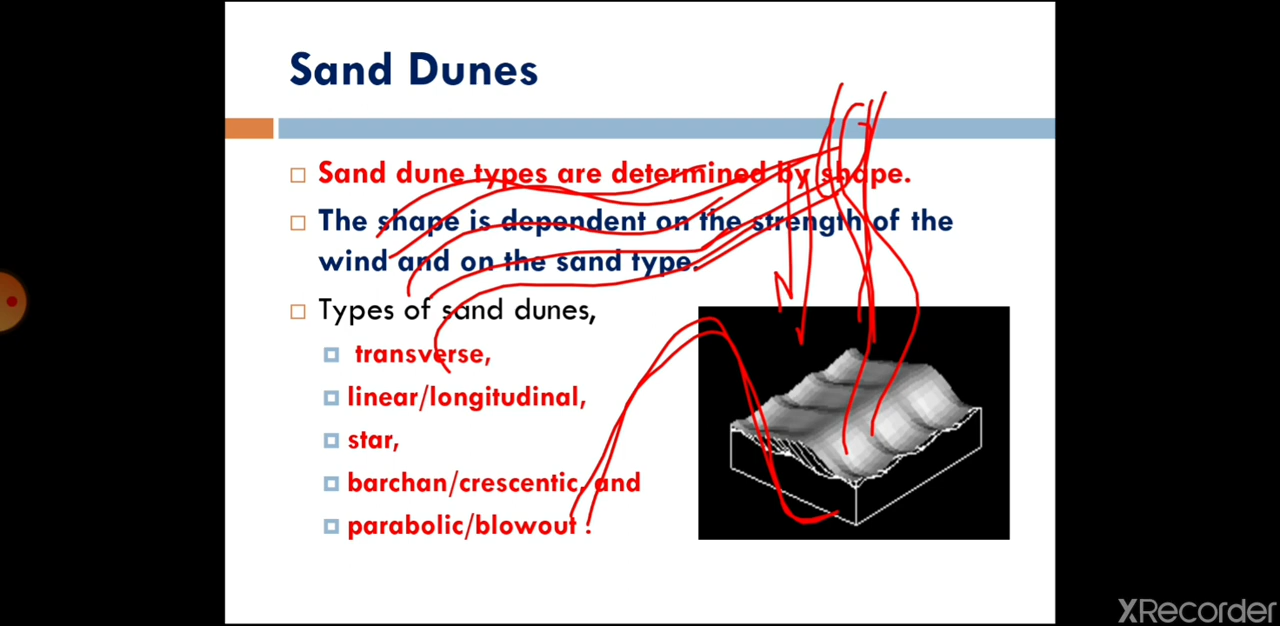 Sand Dunes
Sand dune types are determined by shape.
The shape is dependent on the strength of the
wind and on the sand type.
Types of sand dunes,
transverse,
linear/longitudinal,
star,
barchan/crescentic, and
parabolic/blowout .
XRecorder